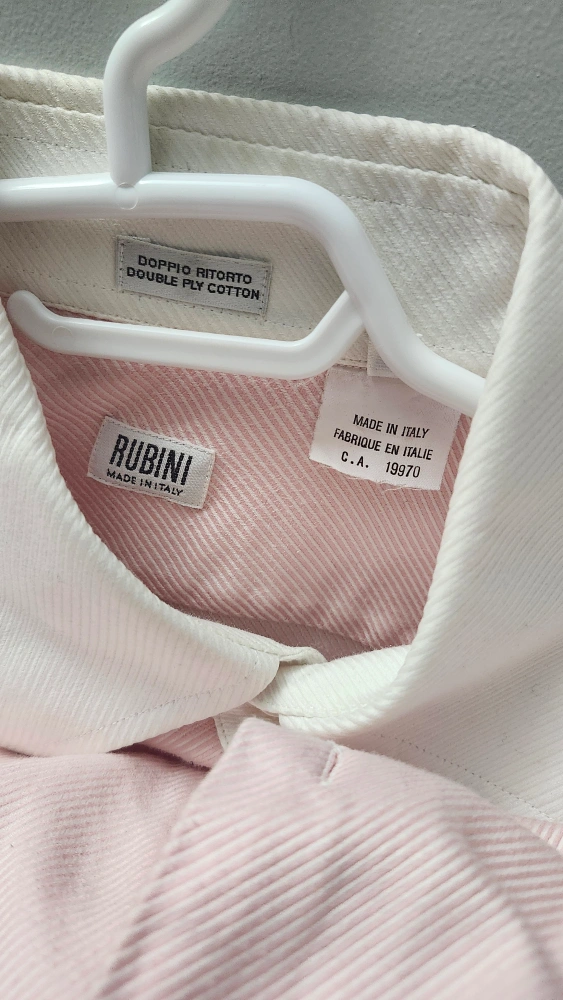 DOPPIO RITORTO
DOUBLE PLY COTTON
RUBINI
MADE IN ITALY
MADE IN ITALY
FABRIQUE EN ITALIE
C.A. 19970